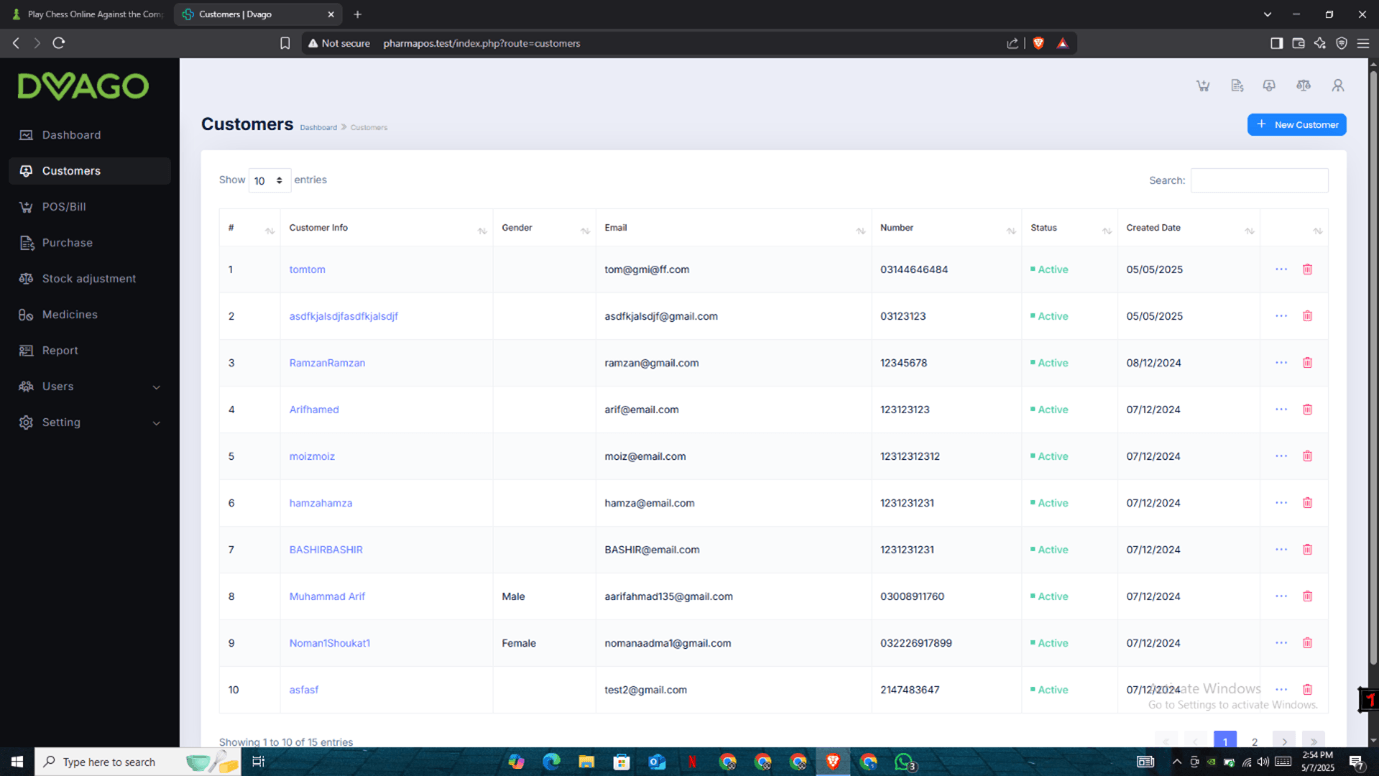 Play Chess Online Against the Com
Customers | Dvago
Not secure pharmapos.test/index.php?route=customers
DVAGO
Dashboard
Customers
POS/Bill
Purchase
Stock adjustment
Medicines
Report
Users
Setting
Customers Dashboard » Customers
+ New Customer
Show 10 entries
Search:
# Customer Info Gender Email Number Status Created Date
1 tomtom tom@gmi@ff.com 03144646484 Active 05/05/2025
2 asdfkjalsdjfasdfkjalsdjf asdfkjalsdjf@gmail.com 03123123 Active 05/05/2025
3 RamzanRamzan ramzan@gmail.com 12345678 Active 08/12/2024
4 Arifhamed arif@email.com 123123123 Active 07/12/2024
5 moizmoiz moiz@email.com 12312312312 Active 07/12/2024
6 hamzahamza hamza@email.com 1231231231 Active 07/12/2024
7 BASHIRBASHIR BASHIR@email.com 1231231231 Active 07/12/2024
8 Muhammad Arif Male aarifahmad135@gmail.com 03008911760 Active 07/12/2024
9 Noman1Shoukat1 Female nomanaadma1@gmail.com 032226917899 Active 07/12/2024
10 asfasf test2@gmail.com 2147483647 Active 07/12/2024
Activate Windows
Go to Settings to activate Windows.
Showing 1 to 10 of 15 entries
« ‹ 1 2 › »
Type here to search
3
2:54 PM
5/7/2025
7